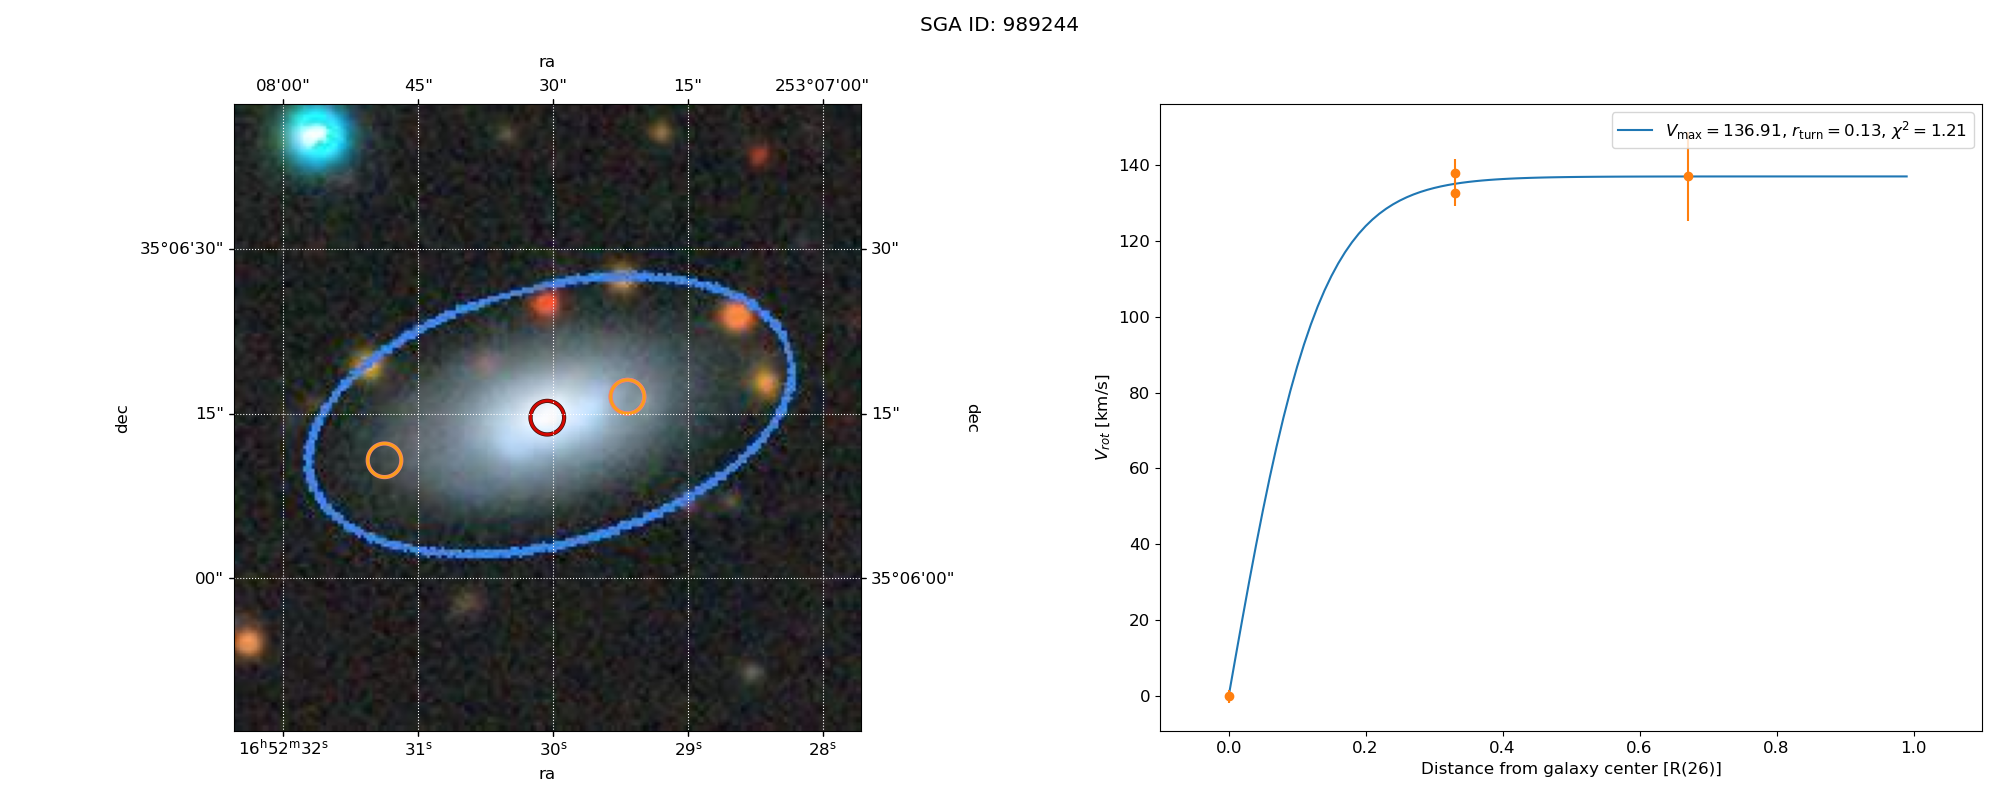 SGA ID: 989244
ra
08'00" 45" 30" 15" 253°07'00"
35°06'30" 30"
15" 15"
00" 35°06'00"
dec dec
16ʰ52ᵐ32ˢ 31ˢ 30ˢ 29ˢ 28ˢ
ra
V_max = 136.91, r_turn = 0.13, χ² = 1.21
140
120
100
80
60
40
20
0
V_rot [km/s]
0.0 0.2 0.4 0.6 0.8 1.0
Distance from galaxy center [R(26)]